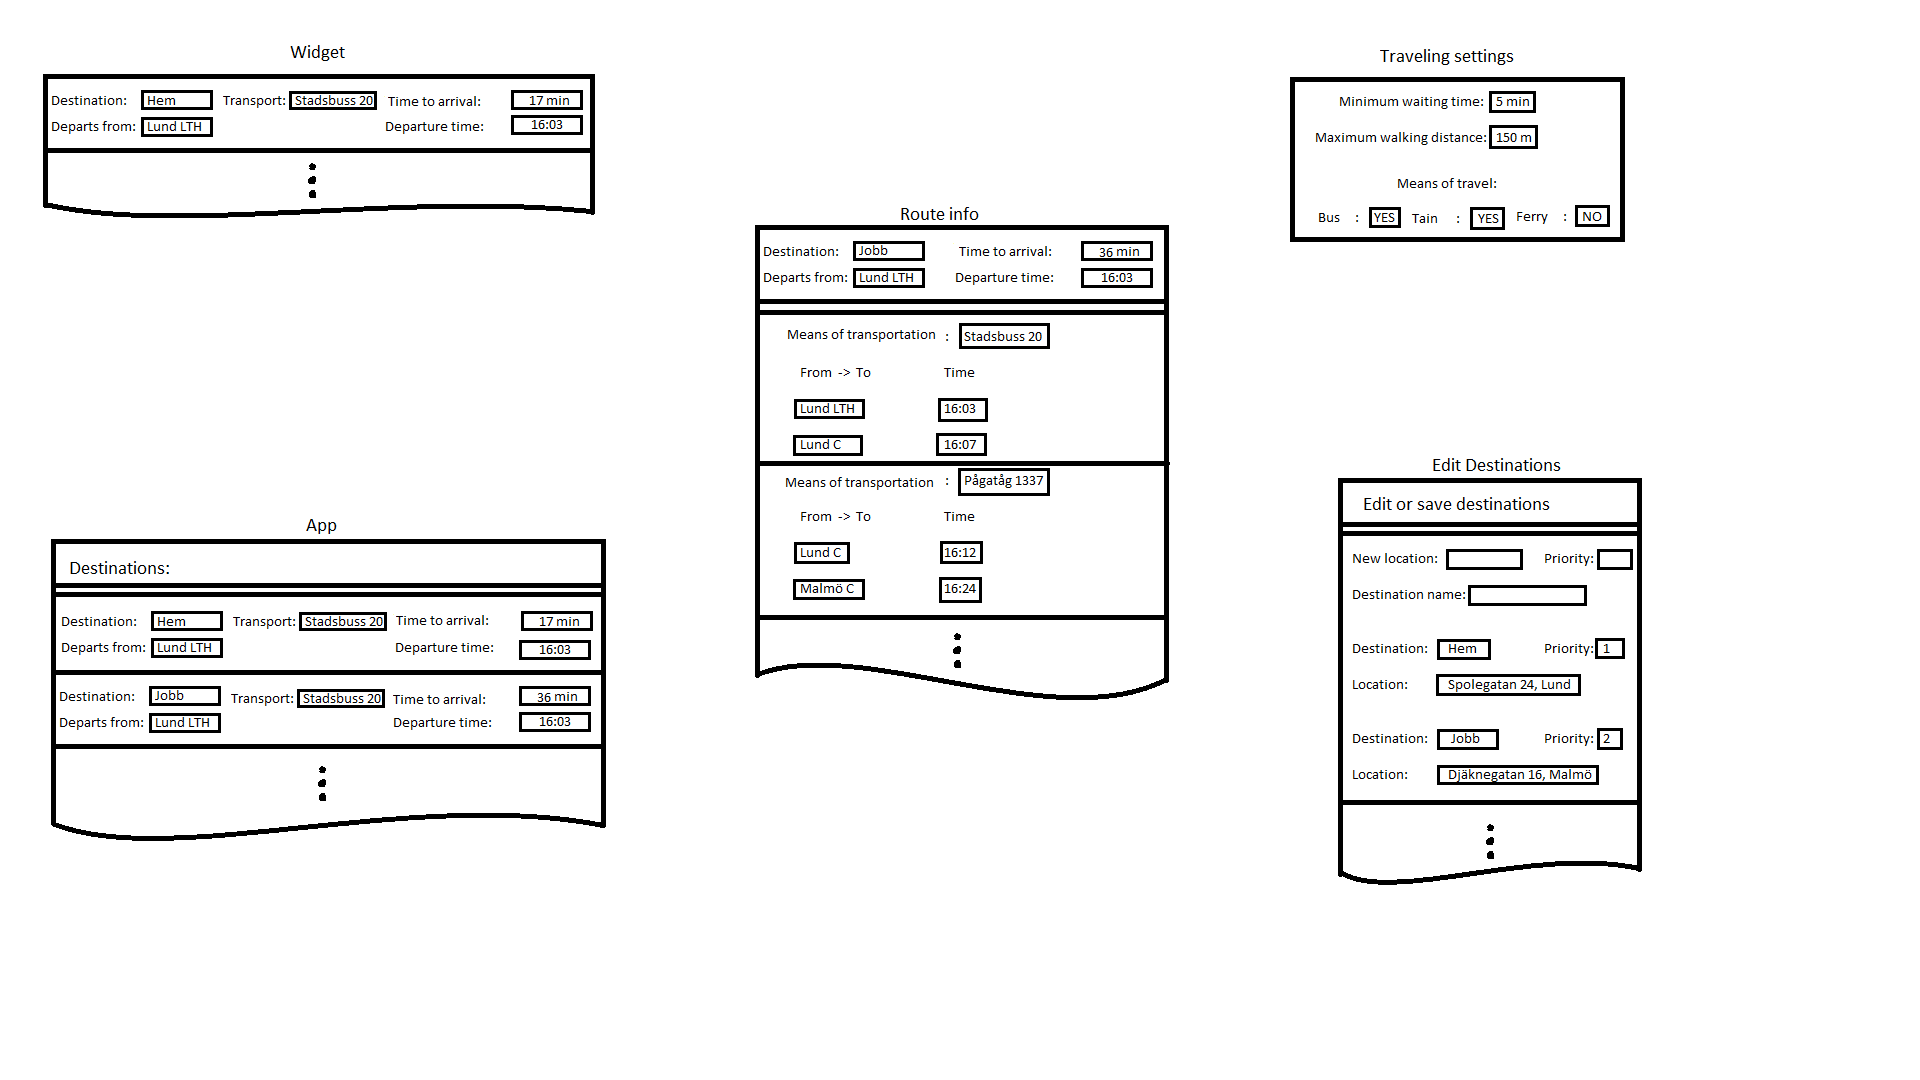 Widget
Destination: Hem Transport: Stadsbuss 20 Time to arrival: 17 min
Departs from: Lund LTH Departure time: 16:03
App
Destinations:
Destination: Hem Transport: Stadsbuss 20 Time to arrival: 17 min
Departs from: Lund LTH Departure time: 16:03
Destination: Jobb Transport: Stadsbuss 20 Time to arrival: 36 min
Departs from: Lund LTH Departure time: 16:03
Route info
Destination: Jobb Time to arrival: 36 min
Departs from: Lund LTH Departure time: 16:03
Means of transportation : Stadsbuss 20
From -> To Time
Lund LTH 16:03
Lund C 16:07
Means of transportation : Pågatåg 1337
From -> To Time
Lund C 16:12
Malmö C 16:24
Traveling settings
Minimum waiting time: 5 min
Maximum walking distance: 150 m
Means of travel:
Bus : YES Tain : YES Ferry : NO
Edit Destinations
Edit or save destinations
New location: Priority:
Destination name:
Destination: Hem Priority: 1
Location: Spolegatan 24, Lund
Destination: Jobb Priority: 2
Location: Djäknegatan 16, Malmö